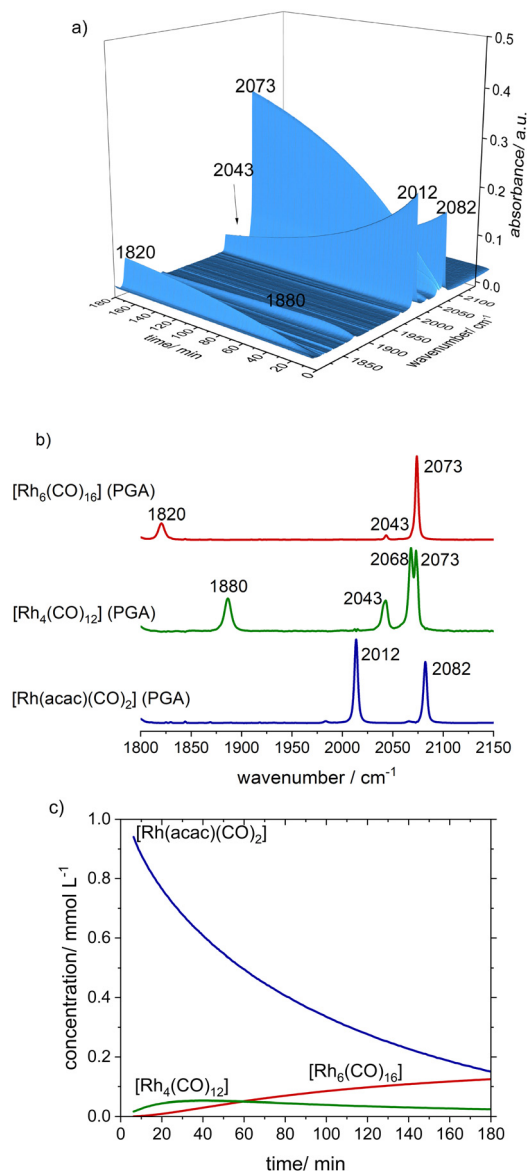 a)
0.5
0.4
0.3
0.2
0.1
0.0
absorbance/ a.u.
2073
2043
2012
2082
1820
1880
180
160
140
120
100
80
60
40
20
0
time/ min
1850
1900
1950
2000
2050
2100
wavenumber/ cm⁻¹
b)
[Rh₆(CO)₁₆] (PGA)
1820
2043
2073
[Rh₄(CO)₁₂] (PGA)
1880
2043
2068
2073
[Rh(acac)(CO)₂] (PGA)
2012
2082
1800 1850 1900 1950 2000 2050 2100 2150
wavenumber / cm⁻¹
c)
1.0
0.8
0.6
0.4
0.2
0.0
concentration/ mmol L⁻¹
[Rh(acac)(CO)₂]
[Rh₄(CO)₁₂]
[Rh₆(CO)₁₆]
0 20 40 60 80 100 120 140 160 180
time/ min